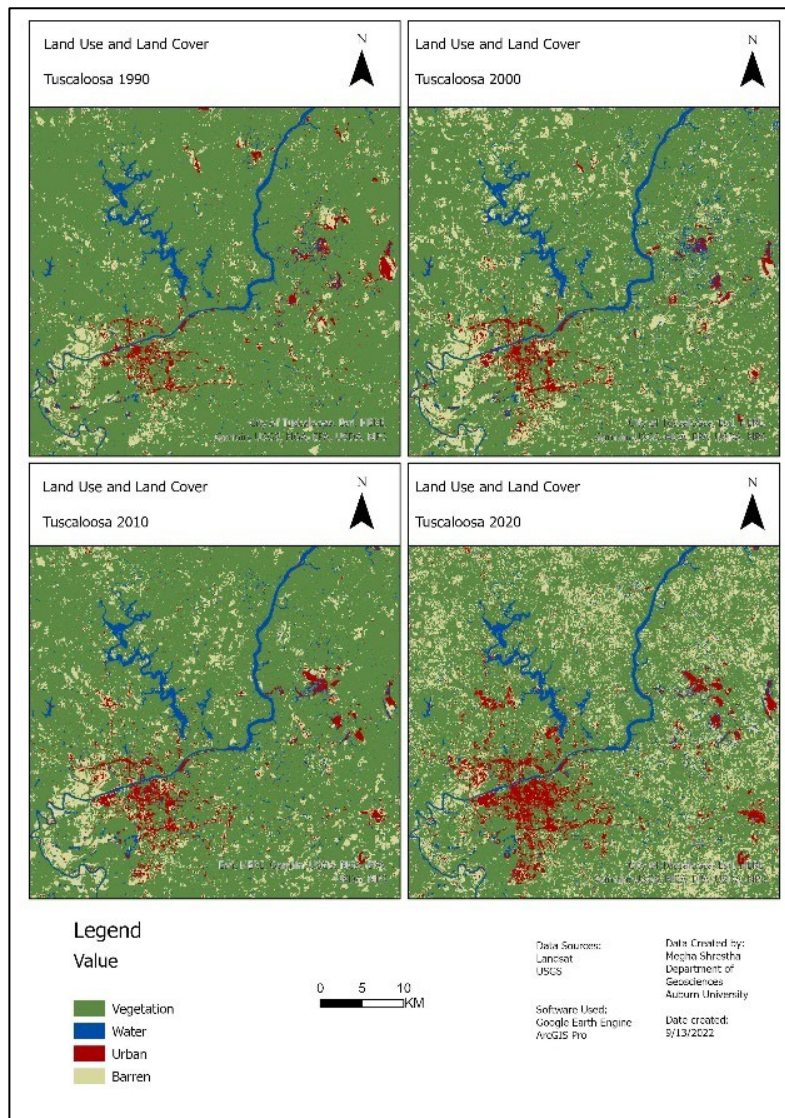 Land Use and Land Cover
N
Tuscaloosa 1990
Land Use and Land Cover
N
Tuscaloosa 2000
Land Use and Land Cover
N
Tuscaloosa 2010
Land Use and Land Cover
N
Tuscaloosa 2020
Legend
Value
Vegetation
Water
Urban
Barren
0 5 10
KM
Data Sources:
Landsat
USGS
Software Used:
Google Earth Engine
ArcGIS Pro
Data Created by:
Megha Shrestha
Department of
Geosciences
Auburn University
Date created:
9/13/2022